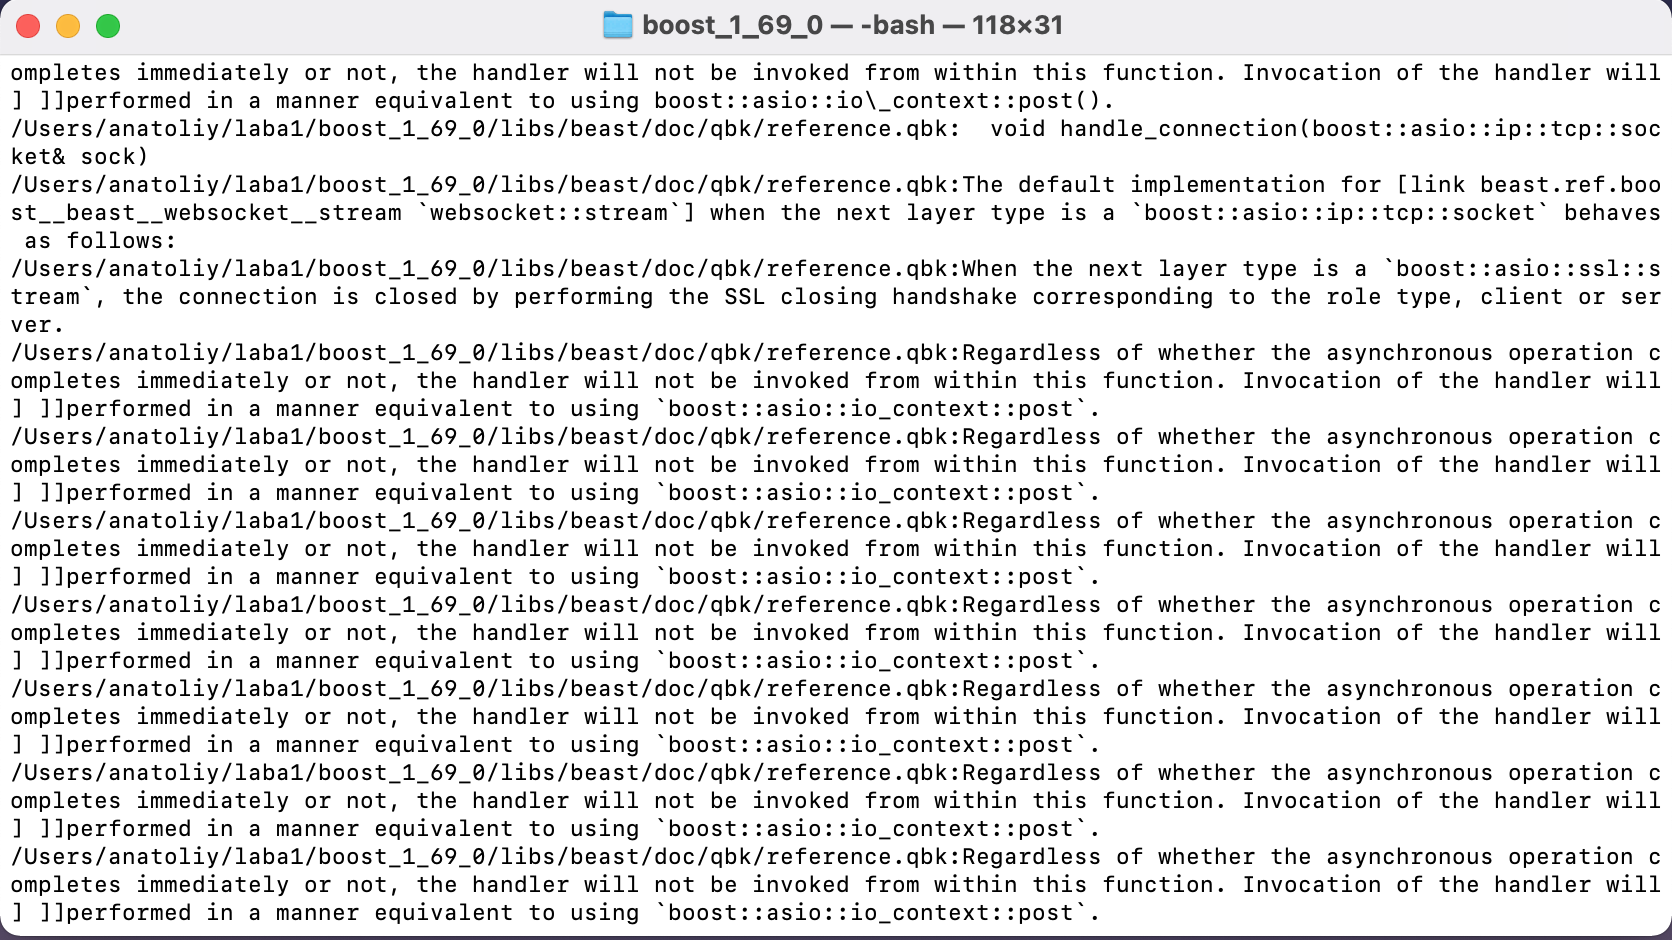 boost_1_69_0 — -bash — 118×31
ompletes immediately or not, the handler will not be invoked from within this function. Invocation of the handler will
] ]]performed in a manner equivalent to using boost::asio::io\_context::post().
/Users/anatoliy/laba1/boost_1_69_0/libs/beast/doc/qbk/reference.qbk:  void handle_connection(boost::asio::ip::tcp::soc
ket& sock)
/Users/anatoliy/laba1/boost_1_69_0/libs/beast/doc/qbk/reference.qbk:The default implementation for [link beast.ref.boo
st__beast__websocket__stream `websocket::stream`] when the next layer type is a `boost::asio::ip::tcp::socket` behaves
 as follows:
/Users/anatoliy/laba1/boost_1_69_0/libs/beast/doc/qbk/reference.qbk:When the next layer type is a `boost::asio::ssl::s
tream`, the connection is closed by performing the SSL closing handshake corresponding to the role type, client or ser
ver.
/Users/anatoliy/laba1/boost_1_69_0/libs/beast/doc/qbk/reference.qbk:Regardless of whether the asynchronous operation c
ompletes immediately or not, the handler will not be invoked from within this function. Invocation of the handler will
] ]]performed in a manner equivalent to using `boost::asio::io_context::post`.
/Users/anatoliy/laba1/boost_1_69_0/libs/beast/doc/qbk/reference.qbk:Regardless of whether the asynchronous operation c
ompletes immediately or not, the handler will not be invoked from within this function. Invocation of the handler will
] ]]performed in a manner equivalent to using `boost::asio::io_context::post`.
/Users/anatoliy/laba1/boost_1_69_0/libs/beast/doc/qbk/reference.qbk:Regardless of whether the asynchronous operation c
ompletes immediately or not, the handler will not be invoked from within this function. Invocation of the handler will
] ]]performed in a manner equivalent to using `boost::asio::io_context::post`.
/Users/anatoliy/laba1/boost_1_69_0/libs/beast/doc/qbk/reference.qbk:Regardless of whether the asynchronous operation c
ompletes immediately or not, the handler will not be invoked from within this function. Invocation of the handler will
] ]]performed in a manner equivalent to using `boost::asio::io_context::post`.
/Users/anatoliy/laba1/boost_1_69_0/libs/beast/doc/qbk/reference.qbk:Regardless of whether the asynchronous operation c
ompletes immediately or not, the handler will not be invoked from within this function. Invocation of the handler will
] ]]performed in a manner equivalent to using `boost::asio::io_context::post`.
/Users/anatoliy/laba1/boost_1_69_0/libs/beast/doc/qbk/reference.qbk:Regardless of whether the asynchronous operation c
ompletes immediately or not, the handler will not be invoked from within this function. Invocation of the handler will
] ]]performed in a manner equivalent to using `boost::asio::io_context::post`.
/Users/anatoliy/laba1/boost_1_69_0/libs/beast/doc/qbk/reference.qbk:Regardless of whether the asynchronous operation c
ompletes immediately or not, the handler will not be invoked from within this function. Invocation of the handler will
] ]]performed in a manner equivalent to using `boost::asio::io_context::post`.